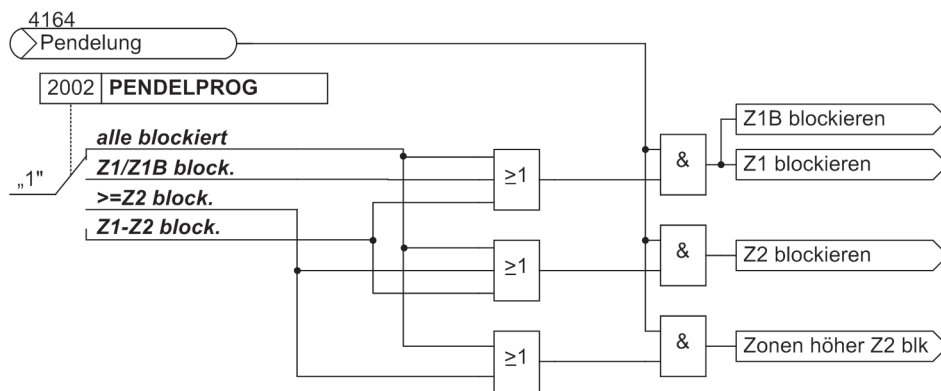 4164
Pendelung
2002 PENDELPROG
alle blockiert
Z1/Z1B block.
>=Z2 block.
Z1-Z2 block.
„1"
≥1
≥1
≥1
&
&
&
Z1B blockieren
Z1 blockieren
Z2 blockieren
Zonen höher Z2 blk